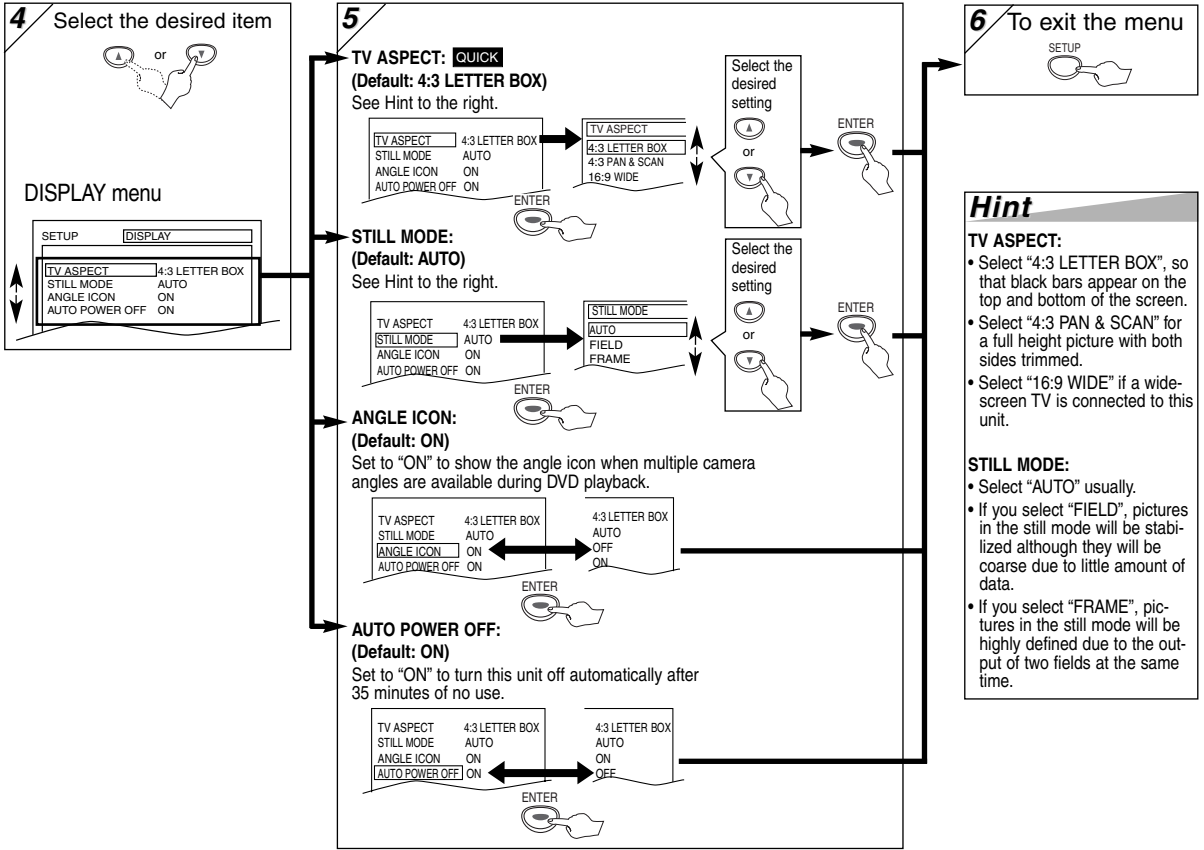 4 Select the desired item
or
DISPLAY menu
SETUP DISPLAY
TV ASPECT 4:3 LETTER BOX
STILL MODE AUTO
ANGLE ICON ON
AUTO POWER OFF ON
5
TV ASPECT: QUICK
(Default: 4:3 LETTER BOX)
See Hint to the right.
TV ASPECT 4:3 LETTER BOX
STILL MODE AUTO
ANGLE ICON ON
AUTO POWER OFF ON
ENTER
TV ASPECT
4:3 LETTER BOX
4:3 PAN & SCAN
16:9 WIDE
Select the
desired
setting
or
ENTER
STILL MODE:
(Default: AUTO)
See Hint to the right.
TV ASPECT 4:3 LETTER BOX
STILL MODE AUTO
ANGLE ICON ON
AUTO POWER OFF ON
ENTER
STILL MODE
AUTO
FIELD
FRAME
Select the
desired
setting
or
ENTER
ANGLE ICON:
(Default: ON)
Set to “ON” to show the angle icon when multiple camera
angles are available during DVD playback.
TV ASPECT 4:3 LETTER BOX
STILL MODE AUTO
ANGLE ICON ON
AUTO POWER OFF ON
4:3 LETTER BOX
AUTO
OFF
ON
ENTER
AUTO POWER OFF:
(Default: ON)
Set to “ON” to turn this unit off automatically after
35 minutes of no use.
TV ASPECT 4:3 LETTER BOX
STILL MODE AUTO
ANGLE ICON ON
AUTO POWER OFF ON
4:3 LETTER BOX
AUTO
ON
OFF
ENTER
6 To exit the menu
SETUP
Hint
TV ASPECT:
• Select “4:3 LETTER BOX”, so
that black bars appear on the
top and bottom of the screen.
• Select “4:3 PAN & SCAN” for
a full height picture with both
sides trimmed.
• Select “16:9 WIDE” if a wide-
screen TV is connected to this
unit.
STILL MODE:
• Select “AUTO” usually.
• If you select “FIELD”, pictures
in the still mode will be stabi-
lized although they will be
coarse due to little amount of
data.
• If you select “FRAME”, pic-
tures in the still mode will be
highly defined due to the out-
put of two fields at the same
time.